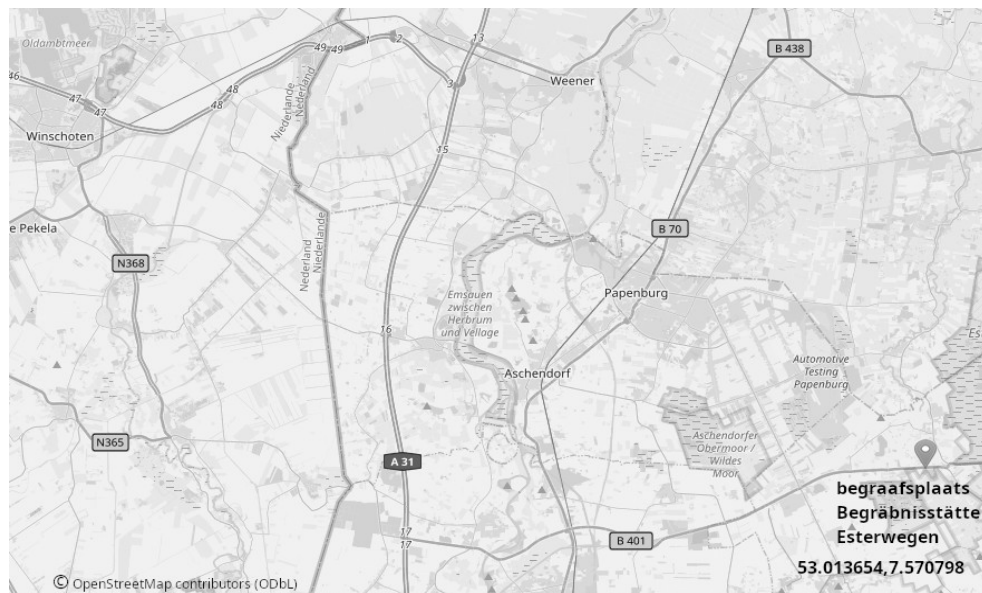 Oldambtmeer
46
47
47
48
48
49
49
1
2
3
13
Weener
B 438
Winschoten
Niederlande
Nederland
15
e Pekela
N368
Nederland
Niederlande
B 70
Emsauen
zwischen
Herbrum
und Vellage
Papenburg
16
Es
Automotive
Testing
Papenburg
Aschendorf
N365
Aschendorfer
Obermoor /
Wildes
Moor
A 31
begraafsplaats
Begräbnisstätte
Esterwegen
17
17
B 401
53.013654,7.570798
© OpenStreetMap contributors (ODbL)